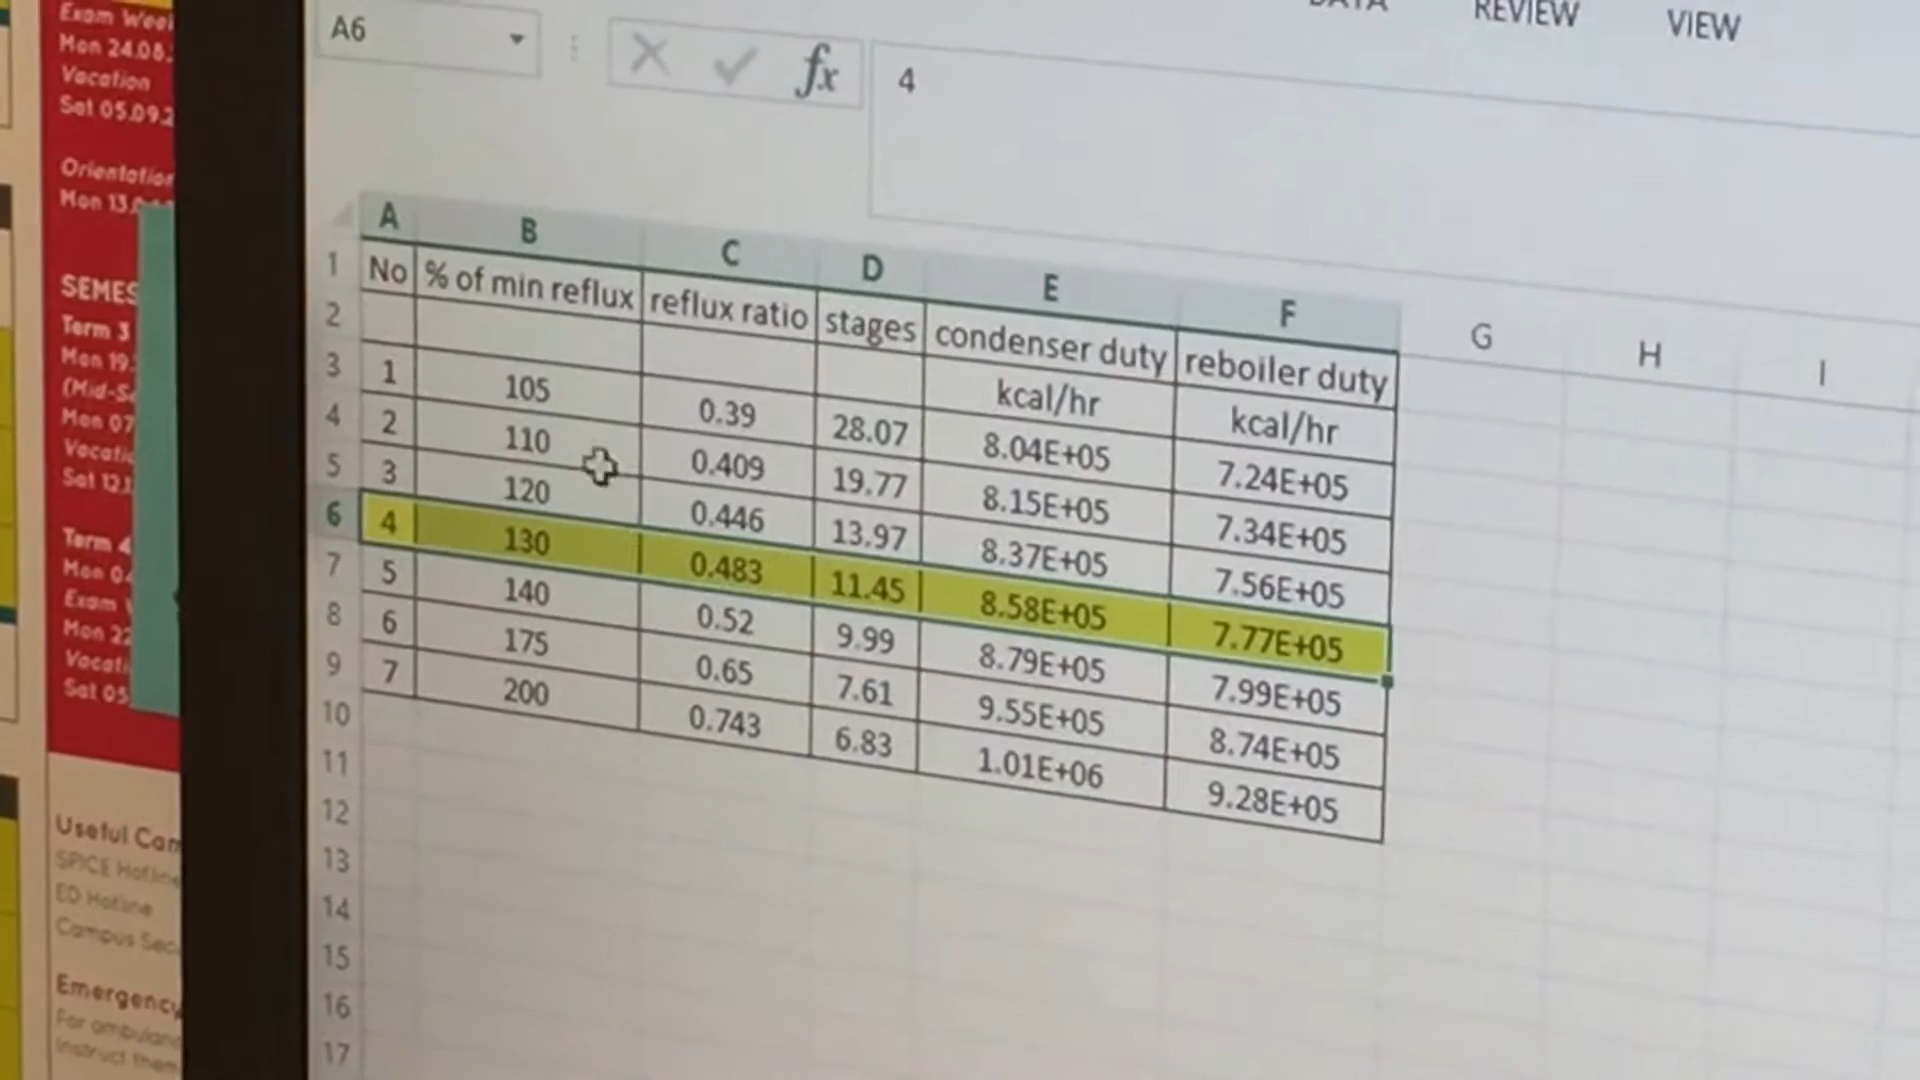 Exam Week
Mon 24.08.
Vacation
Sat 05.09.2
Orientation
Mon 13.0
SEMES
Term 3
Mon 19.
(Mid-Se
Mon 07
Vacatio
Sat 12.1
Term 4
Mon 04
Exam
Mon 22
Vacati
Sat 05
Useful Cam
SPICE Hotline
ED Hotline
Campus Sec
Emergency
For ambulanc
Instruct them
DATA REVIEW VIEW
A6 fx 4
A B C D E F G H I
1 No % of min reflux reflux ratio stages condenser duty reboiler duty
2 kcal/hr kcal/hr
3 1 105 0.39 28.07 8.04E+05 7.24E+05
4 2 110 0.409 19.77 8.15E+05 7.34E+05
5 3 120 0.446 13.97 8.37E+05 7.56E+05
6 4 130 0.483 11.45 8.58E+05 7.77E+05
7 5 140 0.52 9.99 8.79E+05 7.99E+05
8 6 175 0.65 7.61 9.55E+05 8.74E+05
9 7 200 0.743 6.83 1.01E+06 9.28E+05
10
11
12
13
14
15
16
17